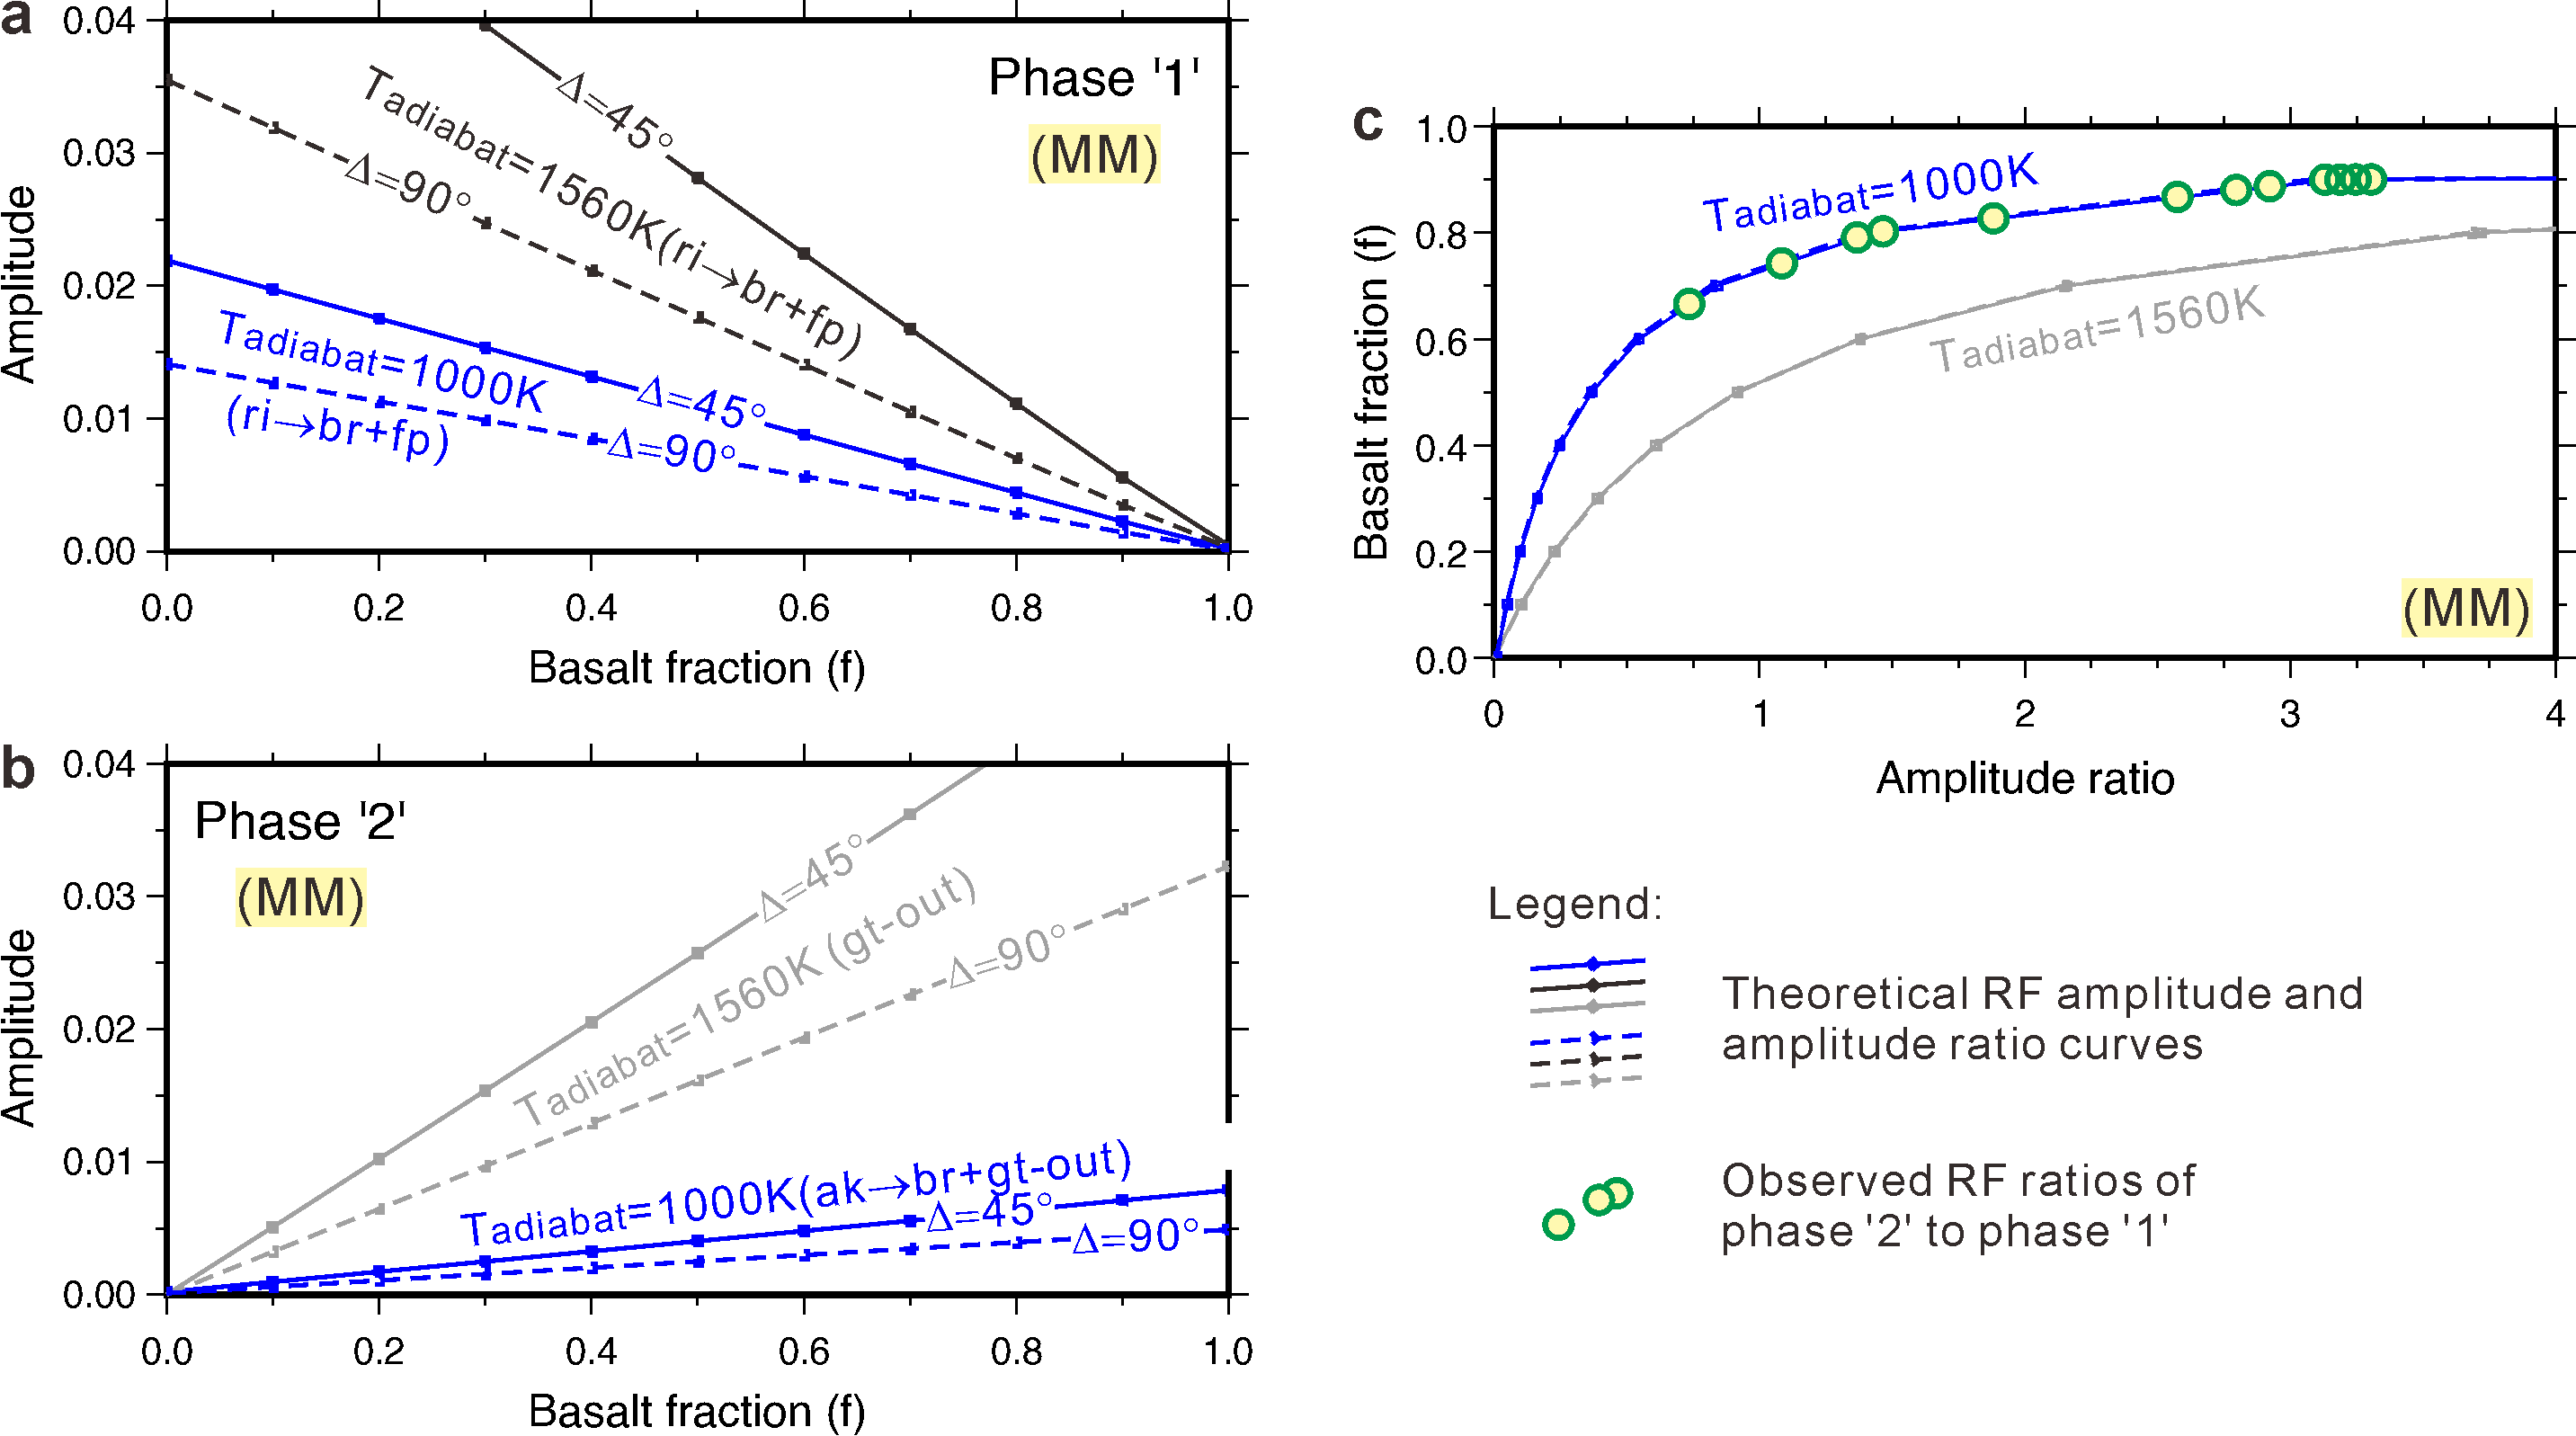 a
0.04
0.03
0.02
0.01
0.00
Amplitude
Phase '1'
(MM)
Δ=45°
Tadiabat=1560K(ri→br+fp)
Δ=90°
Tadiabat=1000K
(ri→br+fp)
Δ=45°
Δ=90°
0.0 0.2 0.4 0.6 0.8 1.0
Basalt fraction (f)
b
0.04
0.03
0.02
0.01
0.00
Amplitude
Phase '2'
(MM)
Δ=45°
Tadiabat=1560K (gt-out)
Δ=90°
Tadiabat=1000K(ak→br+gt-out)
Δ=45°
Δ=90°
0.0 0.2 0.4 0.6 0.8 1.0
Basalt fraction (f)
c
1.0
0.8
0.6
0.4
0.2
0.0
Basalt fraction (f)
Tadiabat=1000K
Tadiabat=1560K
(MM)
0 1 2 3 4
Amplitude ratio
Legend:
Theoretical RF amplitude and
amplitude ratio curves
Observed RF ratios of
phase '2' to phase '1'